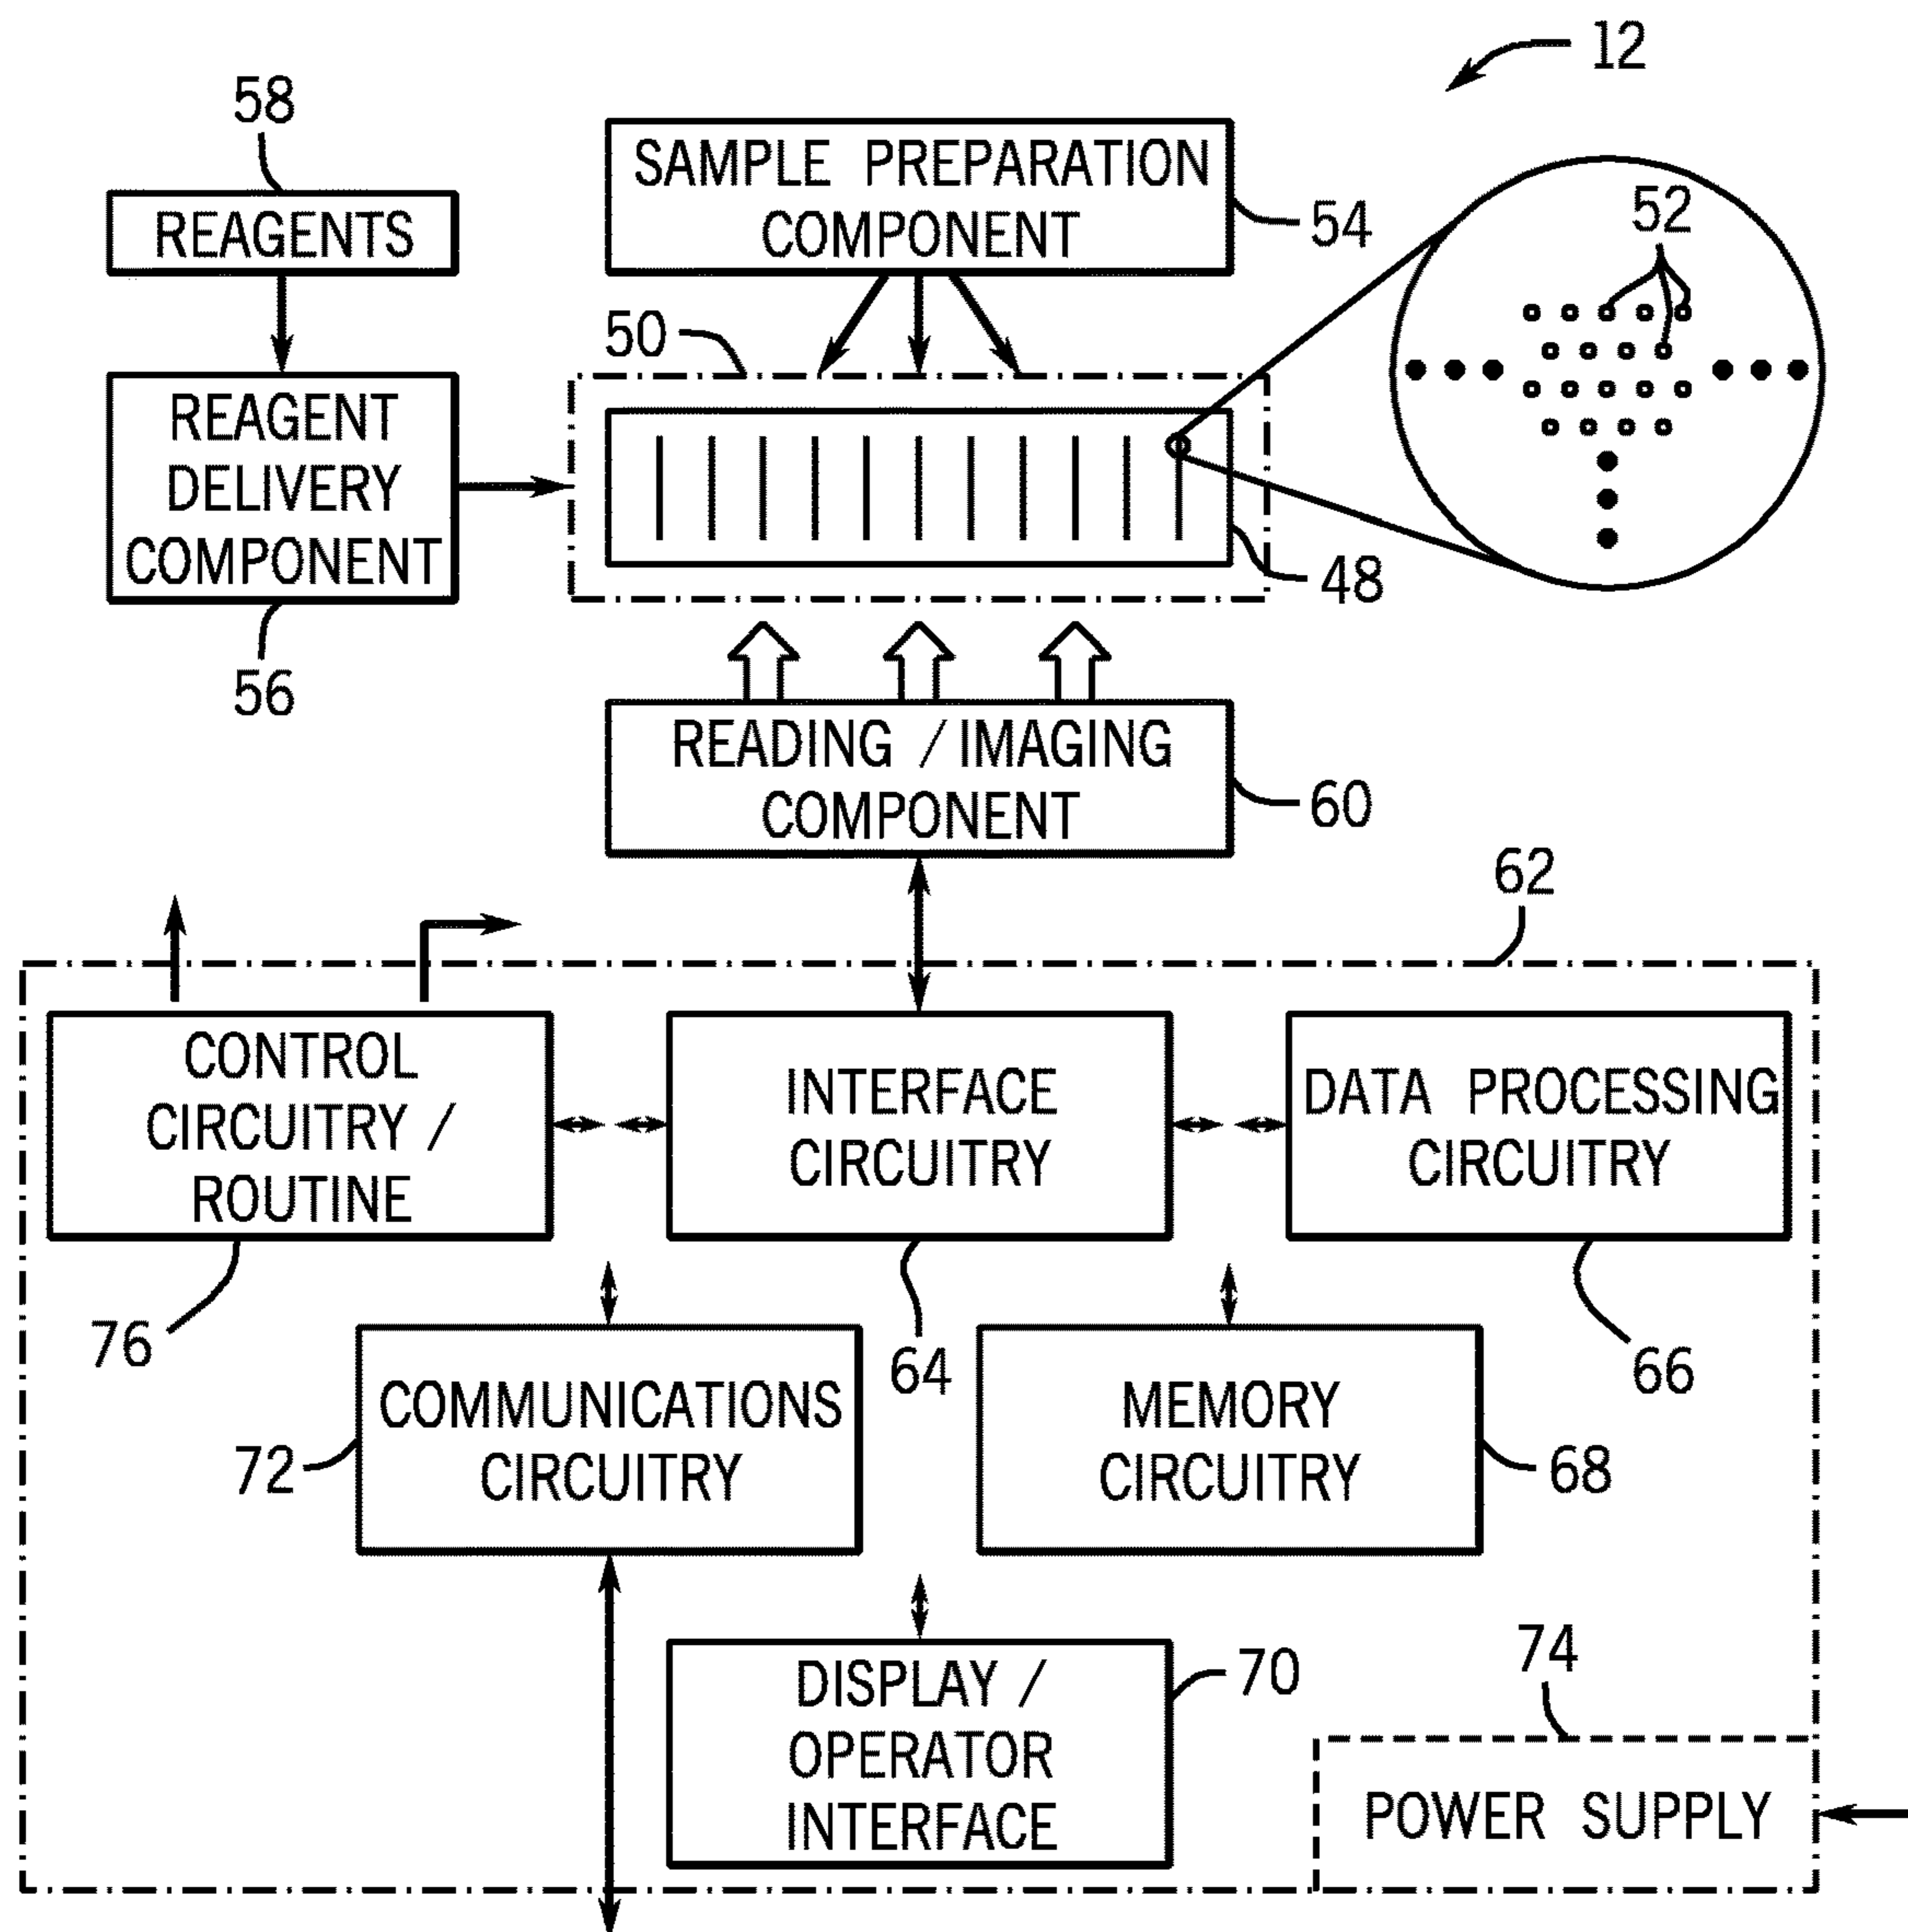 12
58
SAMPLE PREPARATION
COMPONENT
54
52
REAGENTS
50
REAGENT
DELIVERY
COMPONENT
48
56
READING / IMAGING
COMPONENT
60
62
CONTROL
CIRCUITRY /
ROUTINE
INTERFACE
CIRCUITRY
DATA PROCESSING
CIRCUITRY
76
64
66
COMMUNICATIONS
CIRCUITRY
72
MEMORY
CIRCUITRY
68
DISPLAY /
OPERATOR
INTERFACE
70
74
POWER SUPPLY